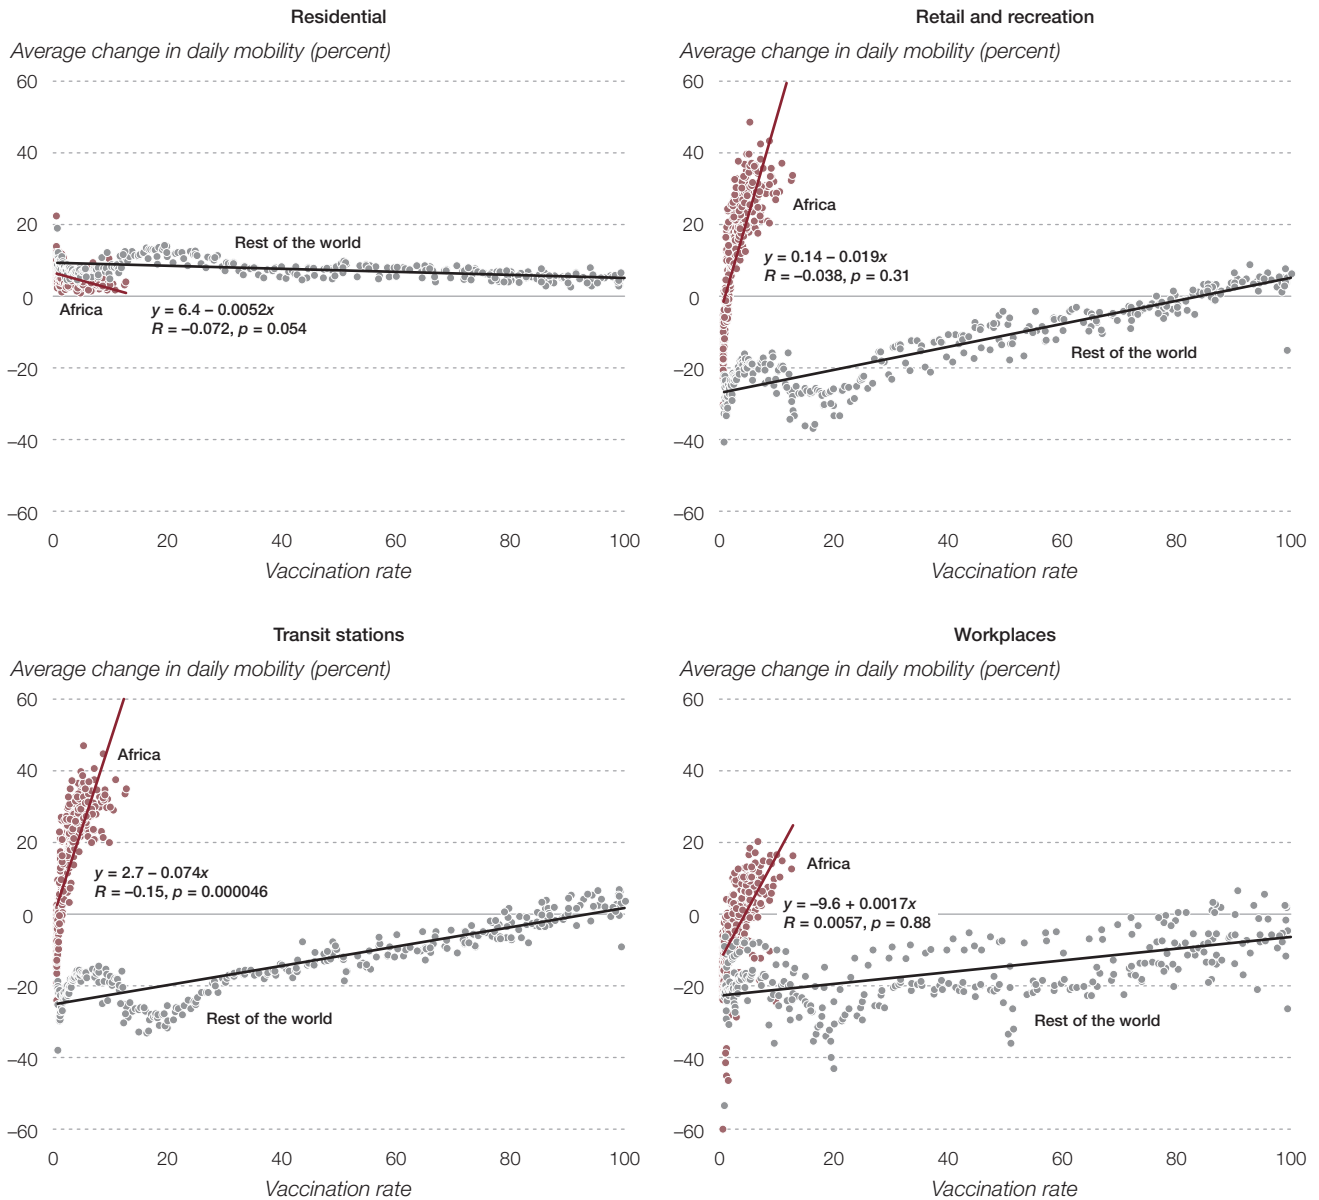 Residential
Average change in daily mobility (percent)
60
40
20
0
–20
–40
–60
Rest of the world
Africa
y = 6.4 – 0.0052x
R = –0.072, p = 0.054
0 20 40 60 80 100
Vaccination rate
Retail and recreation
Average change in daily mobility (percent)
60
40
20
0
–20
–40
–60
Africa
y = 0.14 – 0.019x
R = –0.038, p = 0.31
Rest of the world
0 20 40 60 80 100
Vaccination rate
Transit stations
Average change in daily mobility (percent)
60
40
20
0
–20
–40
–60
Africa
y = 2.7 – 0.074x
R = –0.15, p = 0.000046
Rest of the world
0 20 40 60 80 100
Vaccination rate
Workplaces
Average change in daily mobility (percent)
60
40
20
0
–20
–40
–60
Africa
y = –9.6 + 0.0017x
R = 0.0057, p = 0.88
Rest of the world
0 20 40 60 80 100
Vaccination rate